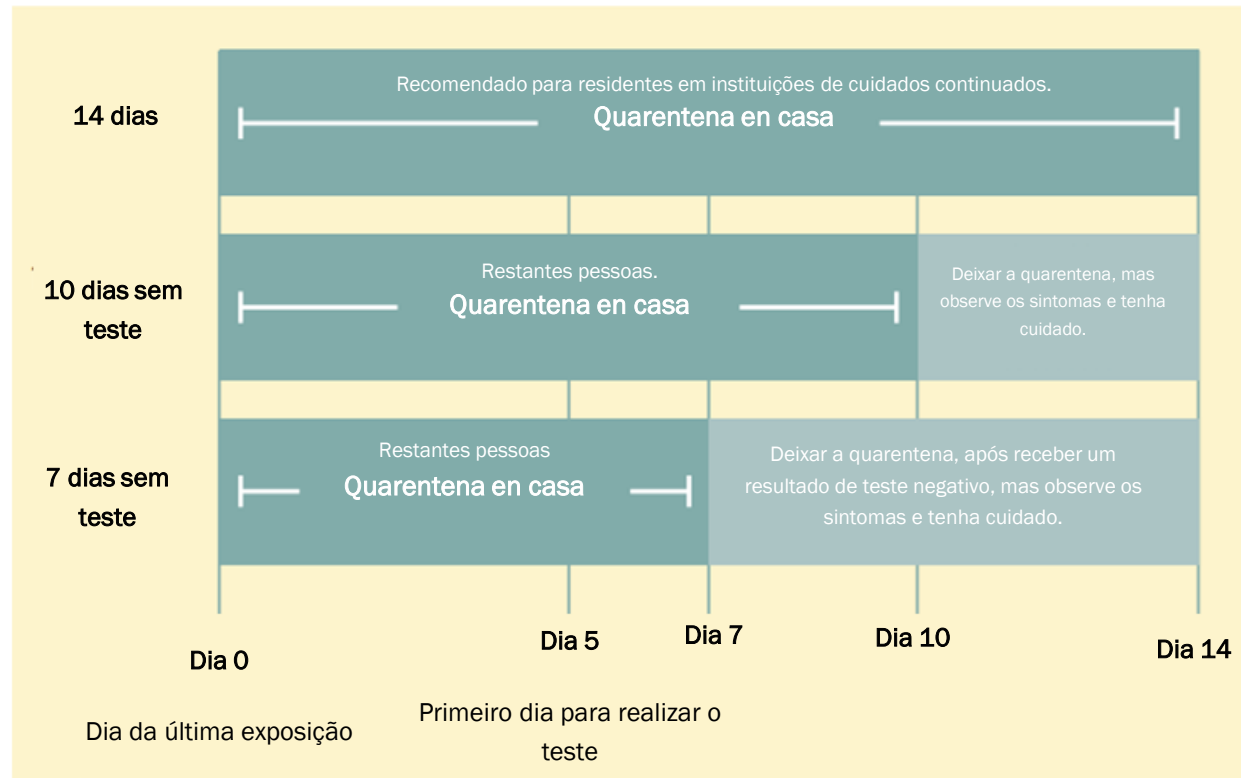 Recomendado para residentes em instituições de cuidados continuados.
14 dias
Quarentena en casa
Restantes pessoas.
10 dias sem
teste
Quarentena en casa
Deixar a quarentena, mas
observe os sintomas e tenha
cuidado.
Restantes pessoas
7 dias sem
teste
Quarentena en casa
Deixar a quarentena, após receber um
resultado de teste negativo, mas observe os
sintomas e tenha cuidado.
Dia 0
Dia 5
Dia 7
Dia 10
Dia 14
Dia da última exposição
Primeiro dia para realizar o
teste